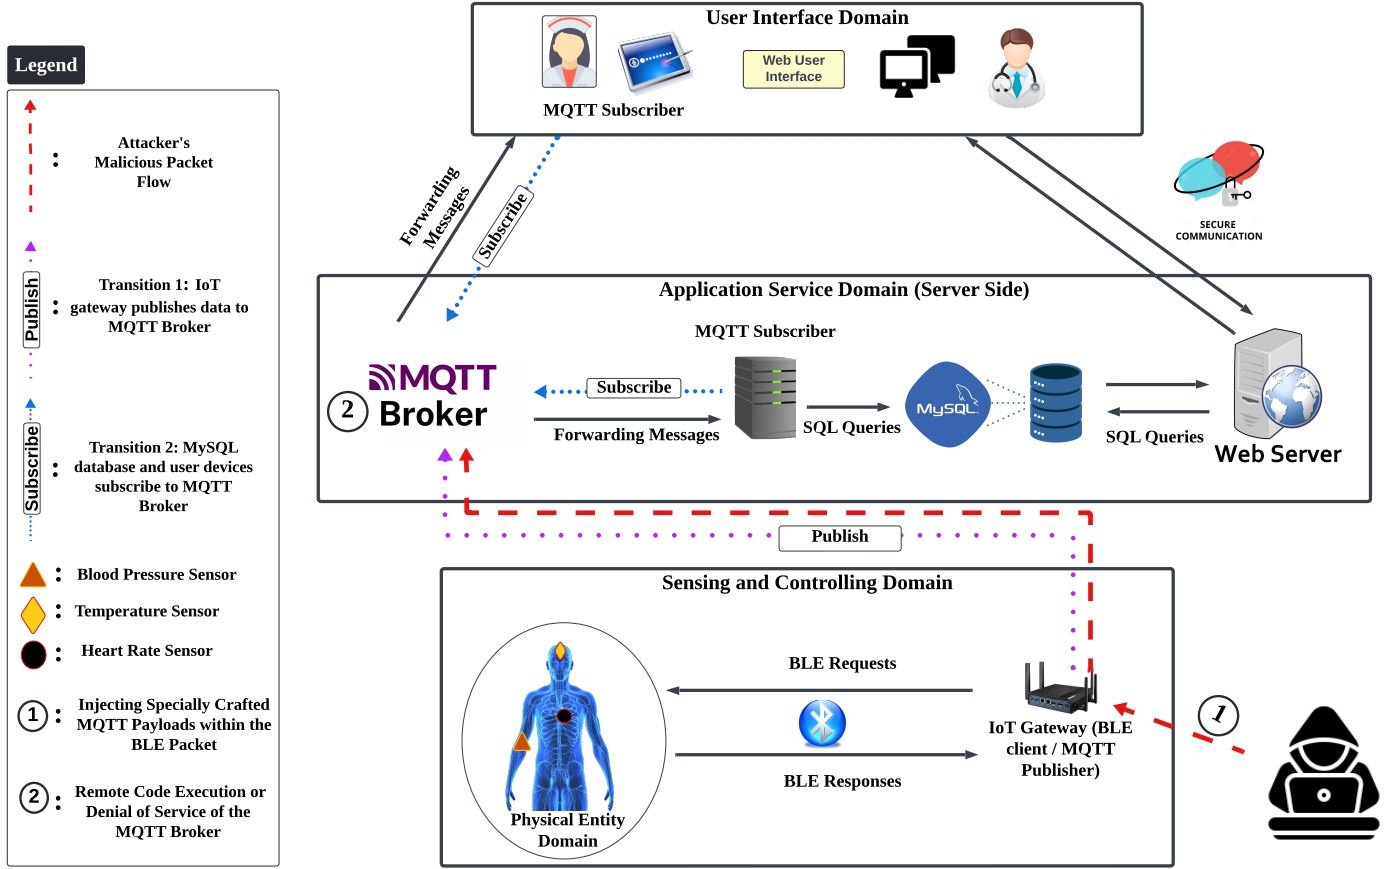 Legend
:
Attacker's
Malicious Packet
Flow
Publish
:
Transition 1: IoT
gateway publishes data to
MQTT Broker
Subscribe
:
Transition 2: MySQL
database and user devices
subscribe to MQTT
Broker
: Blood Pressure Sensor
: Temperature Sensor
: Heart Rate Sensor
1
:
Injecting Specially Crafted
MQTT Payloads within the
BLE Packet
2
:
Remote Code Execution or
Denial of Service of the
MQTT Broker
User Interface Domain
Web User
Interface
MQTT Subscriber
Forwarding
Messages
Subscribe
SECURE
COMMUNICATION
Application Service Domain (Server Side)
MQTT Subscriber
2
MQTT
Broker
Subscribe
Forwarding Messages
SQL Queries
MySQL
SQL Queries
Web Server
Publish
Sensing and Controlling Domain
BLE Requests
BLE Responses
IoT Gateway (BLE
client / MQTT
Publisher)
1
Physical Entity
Domain